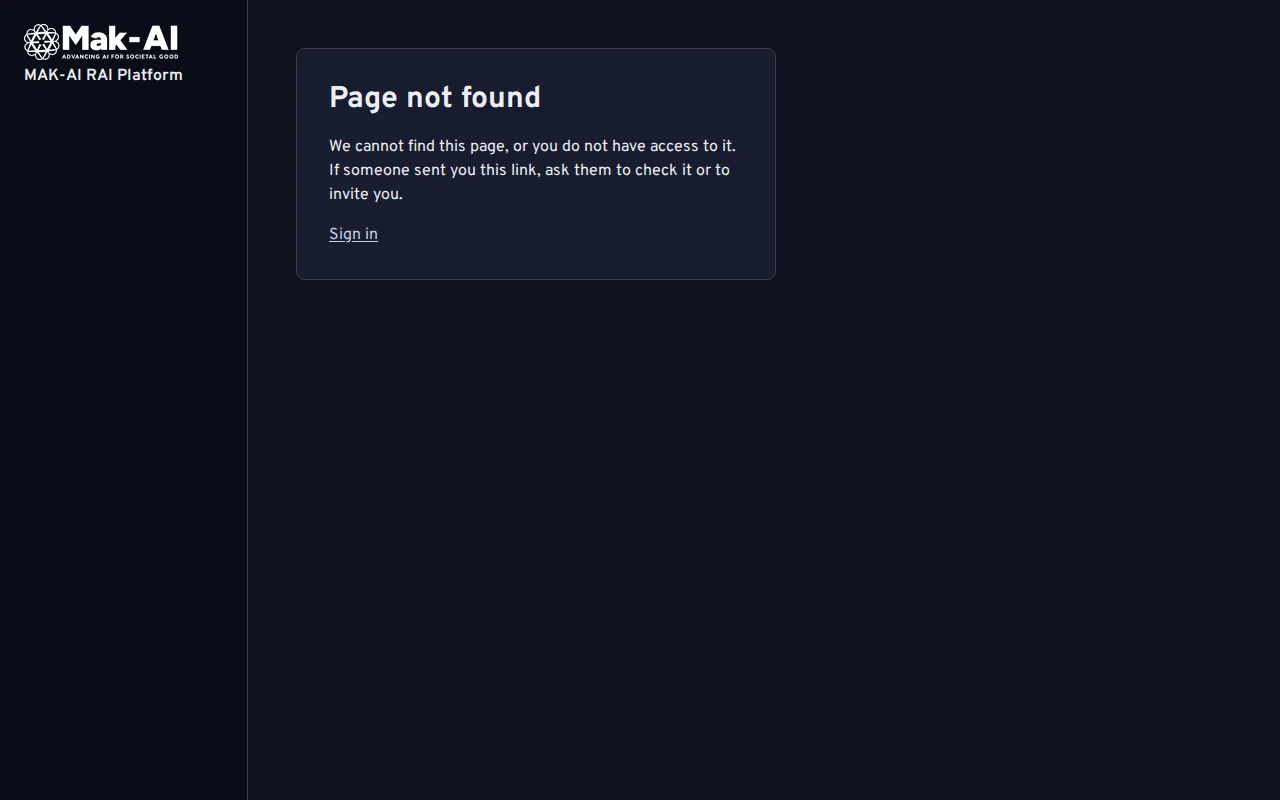 Mak-AI
ADVANCING AI FOR SOCIETAL GOOD
MAK-AI RAI Platform
Page not found
We cannot find this page, or you do not have access to it.
If someone sent you this link, ask them to check it or to
invite you.
Sign in